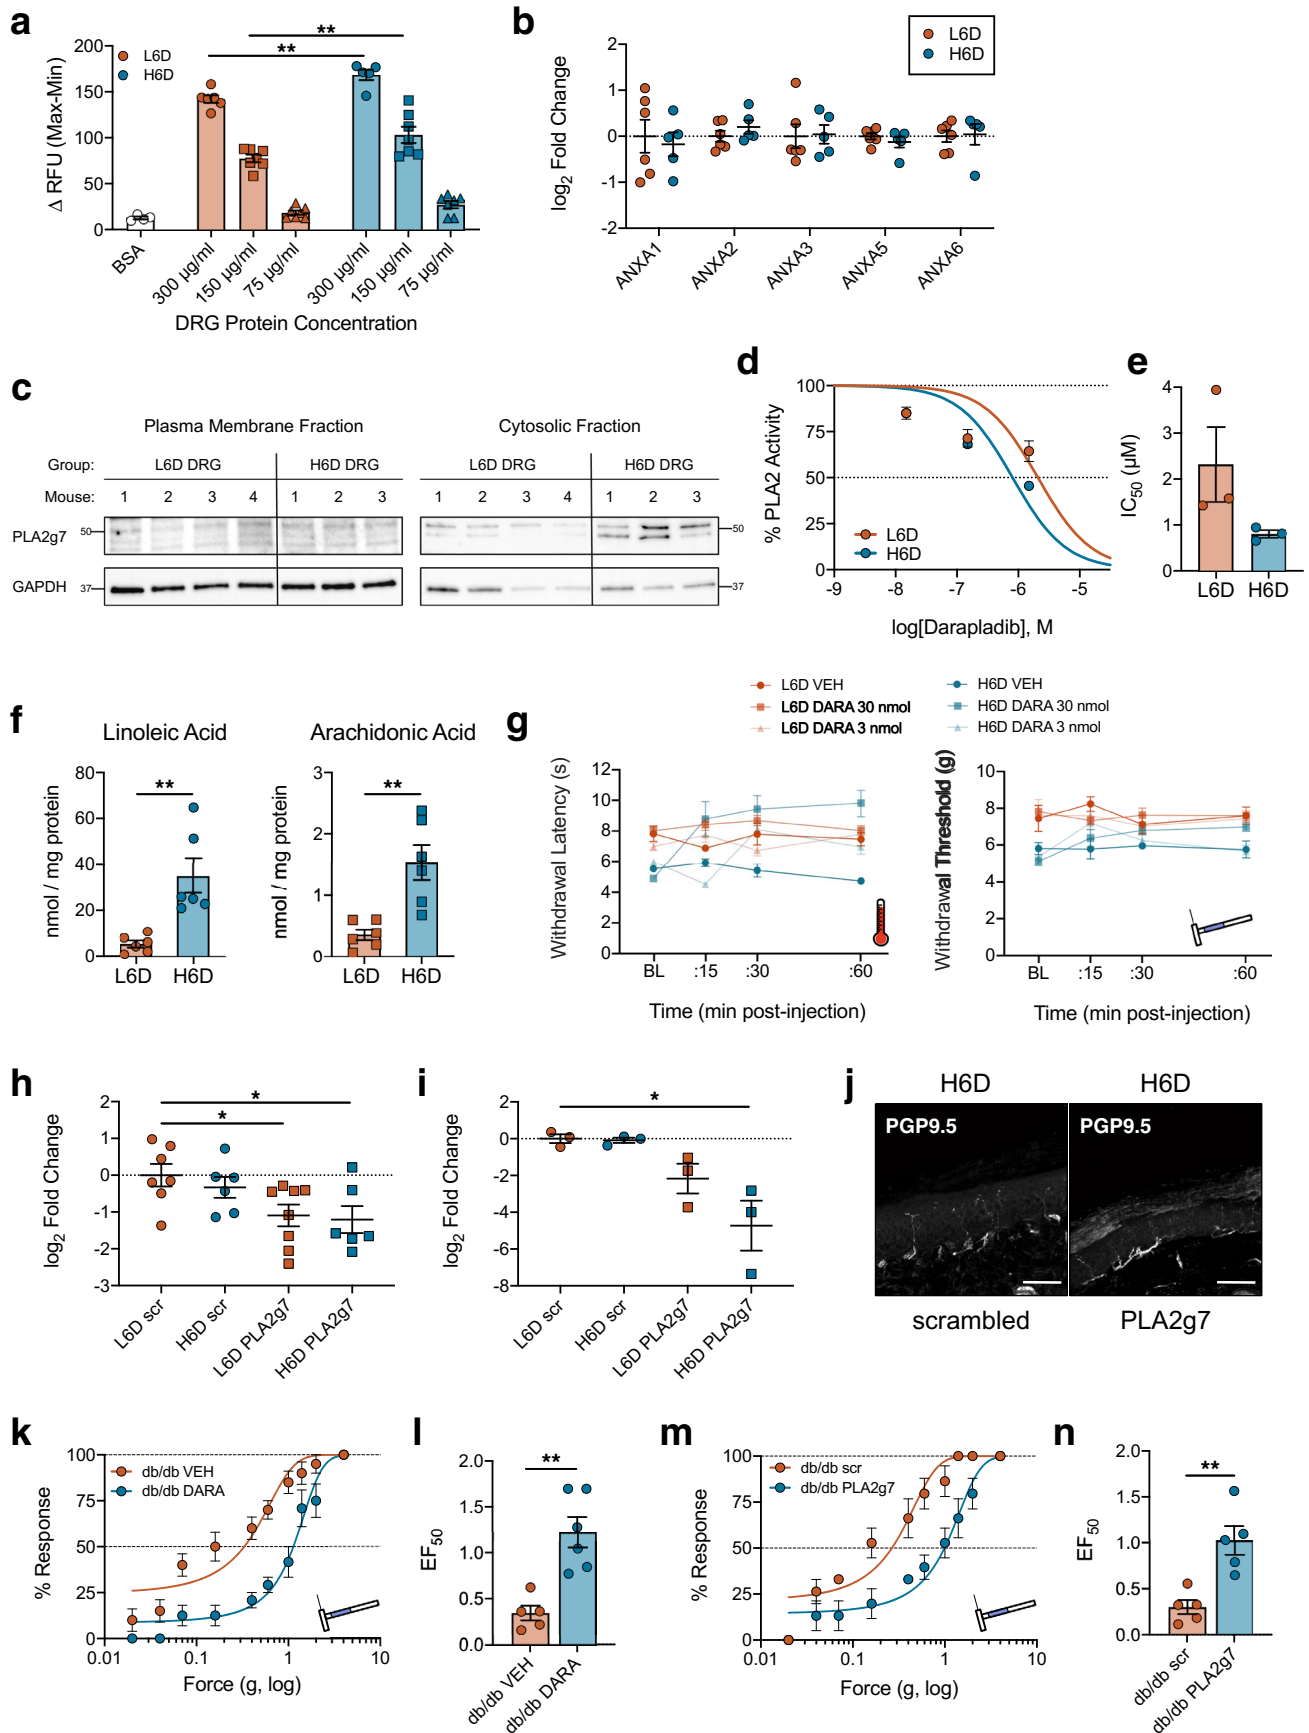 a
**
**
L6D
H6D
Δ RFU (Max-Min)
200
150
100
50
0
BSA
300 µg/ml
150 µg/ml
75 µg/ml
300 µg/ml
150 µg/ml
75 µg/ml
DRG Protein Concentration
b
L6D
H6D
log2 Fold Change
2
1
0
-1
-2
ANXA1
ANXA2
ANXA3
ANXA5
ANXA6
c
Plasma Membrane Fraction
Cytosolic Fraction
Group: L6D DRG H6D DRG L6D DRG H6D DRG
Mouse: 1 2 3 4 1 2 3 1 2 3 4 1 2 3
PLA2g7 50 50
GAPDH 37 37
d
% PLA2 Activity
100
75
50
25
0
L6D
H6D
-9 -8 -7 -6 -5
log[Darapladib], M
e
IC50 (µM)
4
3
2
1
0
L6D
H6D
f
Linoleic Acid
nmol / mg protein
80
60
40
20
0
**
L6D H6D
Arachidonic Acid
nmol / mg protein
3
2
1
0
**
L6D H6D
g
L6D VEH
L6D DARA 30 nmol
L6D DARA 3 nmol
H6D VEH
H6D DARA 30 nmol
H6D DARA 3 nmol
Withdrawal Latency (s)
12
10
8
6
4
2
0
BL :15 :30 :60
Time (min post-injection)
Withdrawal Threshold (g)
10
8
6
4
2
0
BL :15 :30 :60
Time (min post-injection)
h
log2 Fold Change
2
1
0
-1
-2
-3
*
*
L6D scr
H6D scr
L6D PLA2g7
H6D PLA2g7
i
log2 Fold Change
2
0
-2
-4
-6
-8
*
L6D scr
H6D scr
L6D PLA2g7
H6D PLA2g7
j
H6D H6D
PGP9.5 PGP9.5
scrambled PLA2g7
k
% Response
100
75
50
25
0
db/db VEH
db/db DARA
0.01 0.1 1 10
Force (g, log)
l
EF50
2.0
1.5
1.0
0.5
0.0
**
db/db VEH
db/db DARA
m
% Response
100
75
50
25
0
db/db scr
db/db PLA2g7
0.01 0.1 1 10
Force (g, log)
n
EF50
2.0
1.5
1.0
0.5
0.0
**
db/db scr
db/db PLA2g7